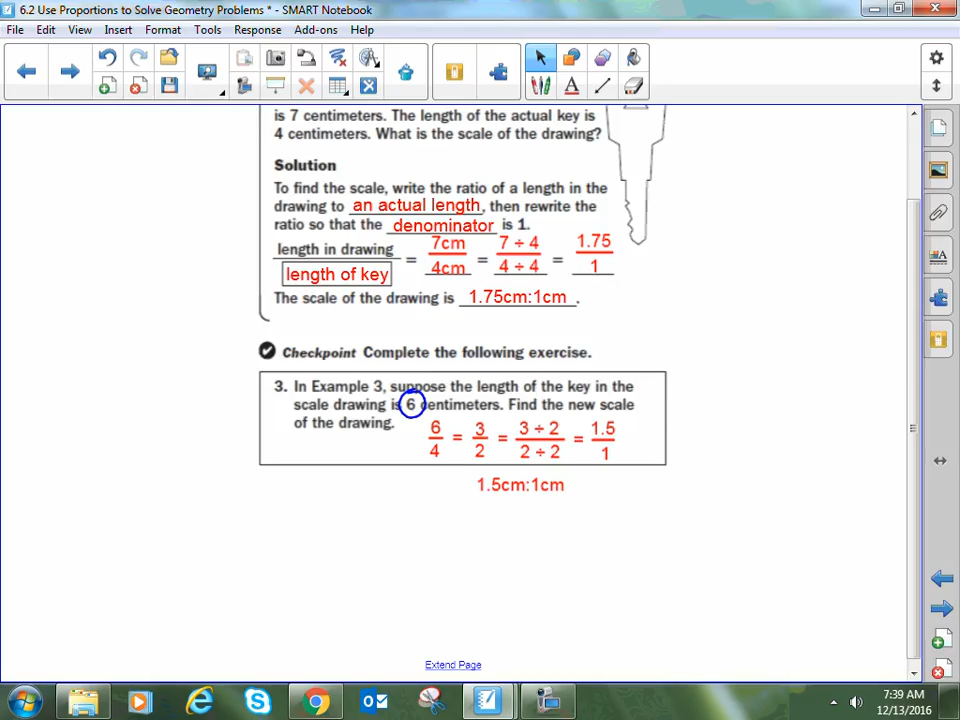 6.2 Use Proportions to Solve Geometry Problems * - SMART Notebook
File Edit View Insert Format Tools Response Add-ons Help
is 7 centimeters. The length of the actual key is
4 centimeters. What is the scale of the drawing?
Solution
To find the scale, write the ratio of a length in the
drawing to an actual length, then rewrite the
ratio so that the denominator is 1.
length in drawing / length of key = 7cm / 4cm = 7 ÷ 4 / 4 ÷ 4 = 1.75 / 1
The scale of the drawing is 1.75cm:1cm.
Checkpoint Complete the following exercise.
3. In Example 3, suppose the length of the key in the
scale drawing is 6 centimeters. Find the new scale
of the drawing.
6 / 4 = 3 / 2 = 3 ÷ 2 / 2 ÷ 2 = 1.5 / 1
1.5cm:1cm
Extend Page
7:39 AM
12/13/2016